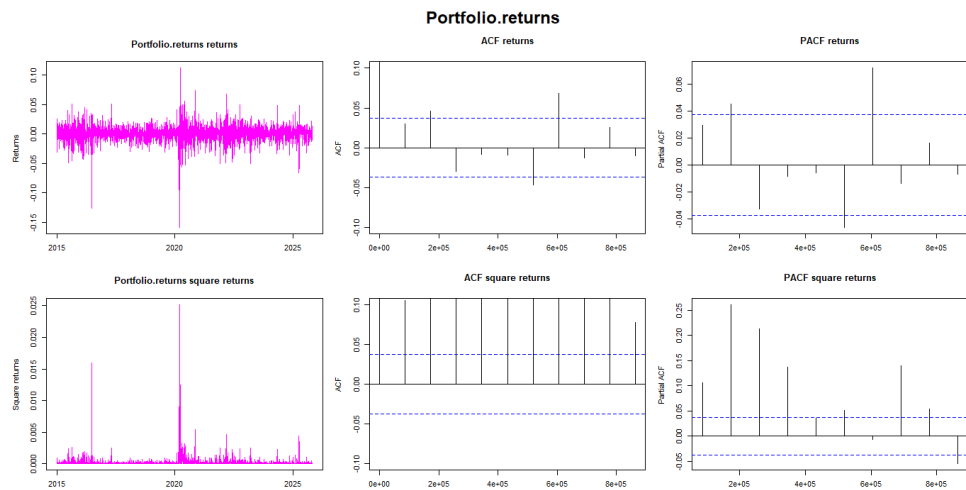 Portfolio.returns
Portfolio.returns returns
Returns
0.10
0.05
0.00
-0.05
-0.10
-0.15
2015
2020
2025
ACF returns
ACF
0.10
0.05
0.00
-0.05
-0.10
0e+00
2e+05
4e+05
6e+05
8e+05
PACF returns
Partial ACF
0.06
0.04
0.02
0.00
-0.02
-0.04
2e+05
4e+05
6e+05
8e+05
Portfolio.returns square returns
Square returns
0.025
0.020
0.015
0.010
0.005
0.000
2015
2020
2025
ACF square returns
ACF
0.10
0.05
0.00
-0.05
-0.10
0e+00
2e+05
4e+05
6e+05
8e+05
PACF square returns
Partial ACF
0.25
0.20
0.15
0.10
0.05
0.00
-0.05
2e+05
4e+05
6e+05
8e+05